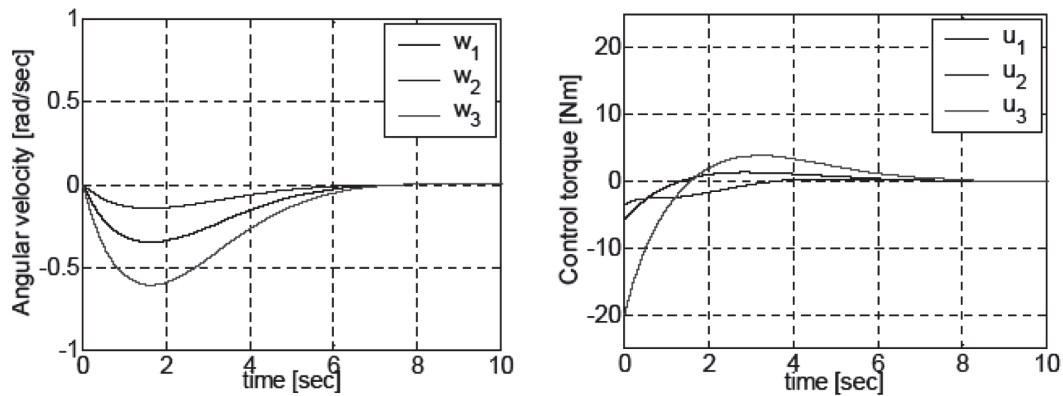 Angular velocity [rad/sec]
1
0.5
0
-0.5
-1
0 2 4 6 8 10
time [sec]
w1
w2
w3
Control torque [Nm]
20
10
0
-10
-20
0 2 4 6 8 10
time [sec]
u1
u2
u3